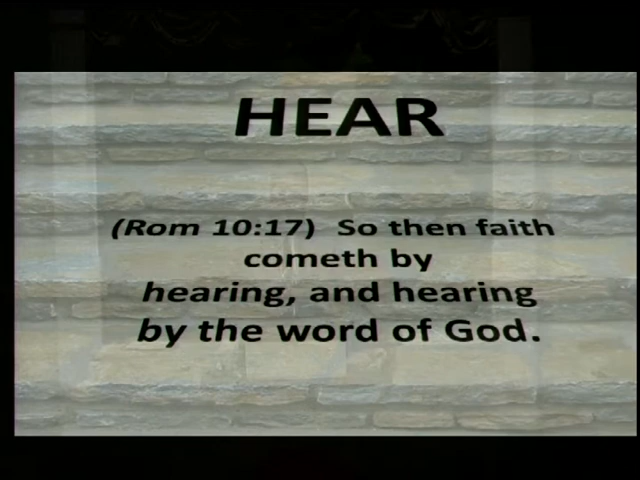 HEAR
(Rom 10:17) So then faith
cometh by
hearing, and hearing
by the word of God.